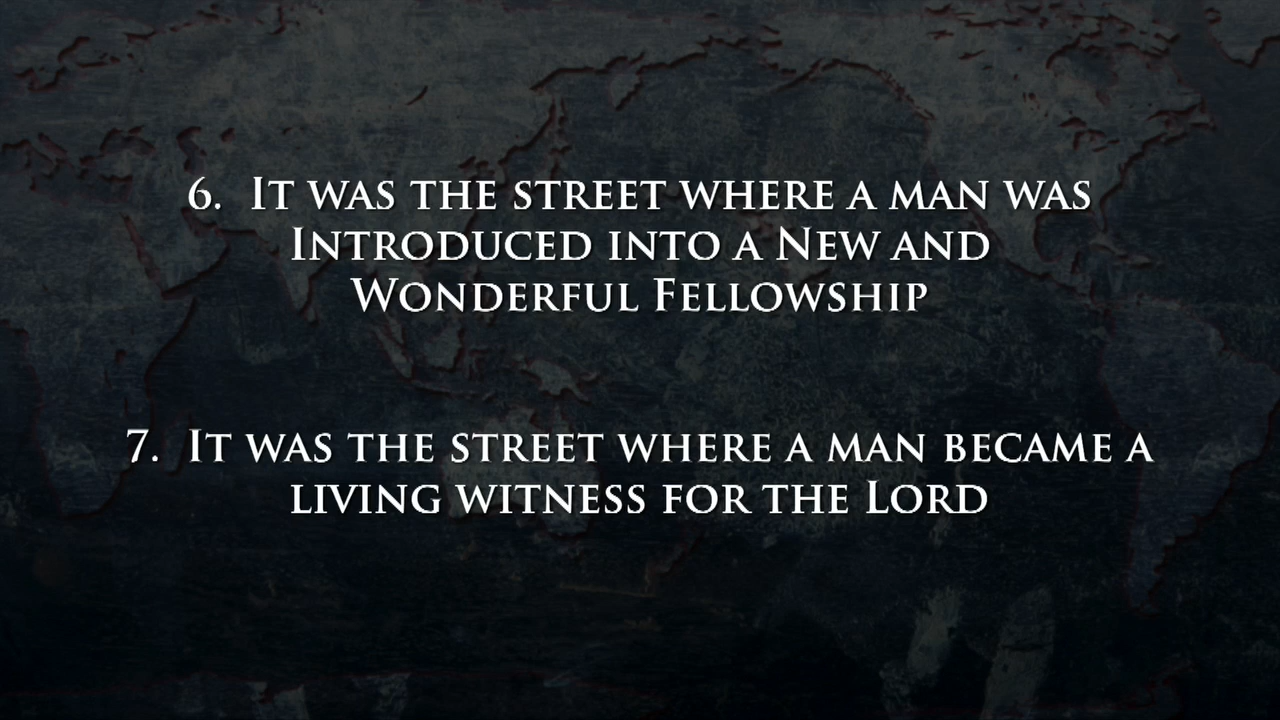 6. It was the street where a man was
Introduced into a New and
Wonderful Fellowship
7. It was the street where a man became a
living witness for the Lord